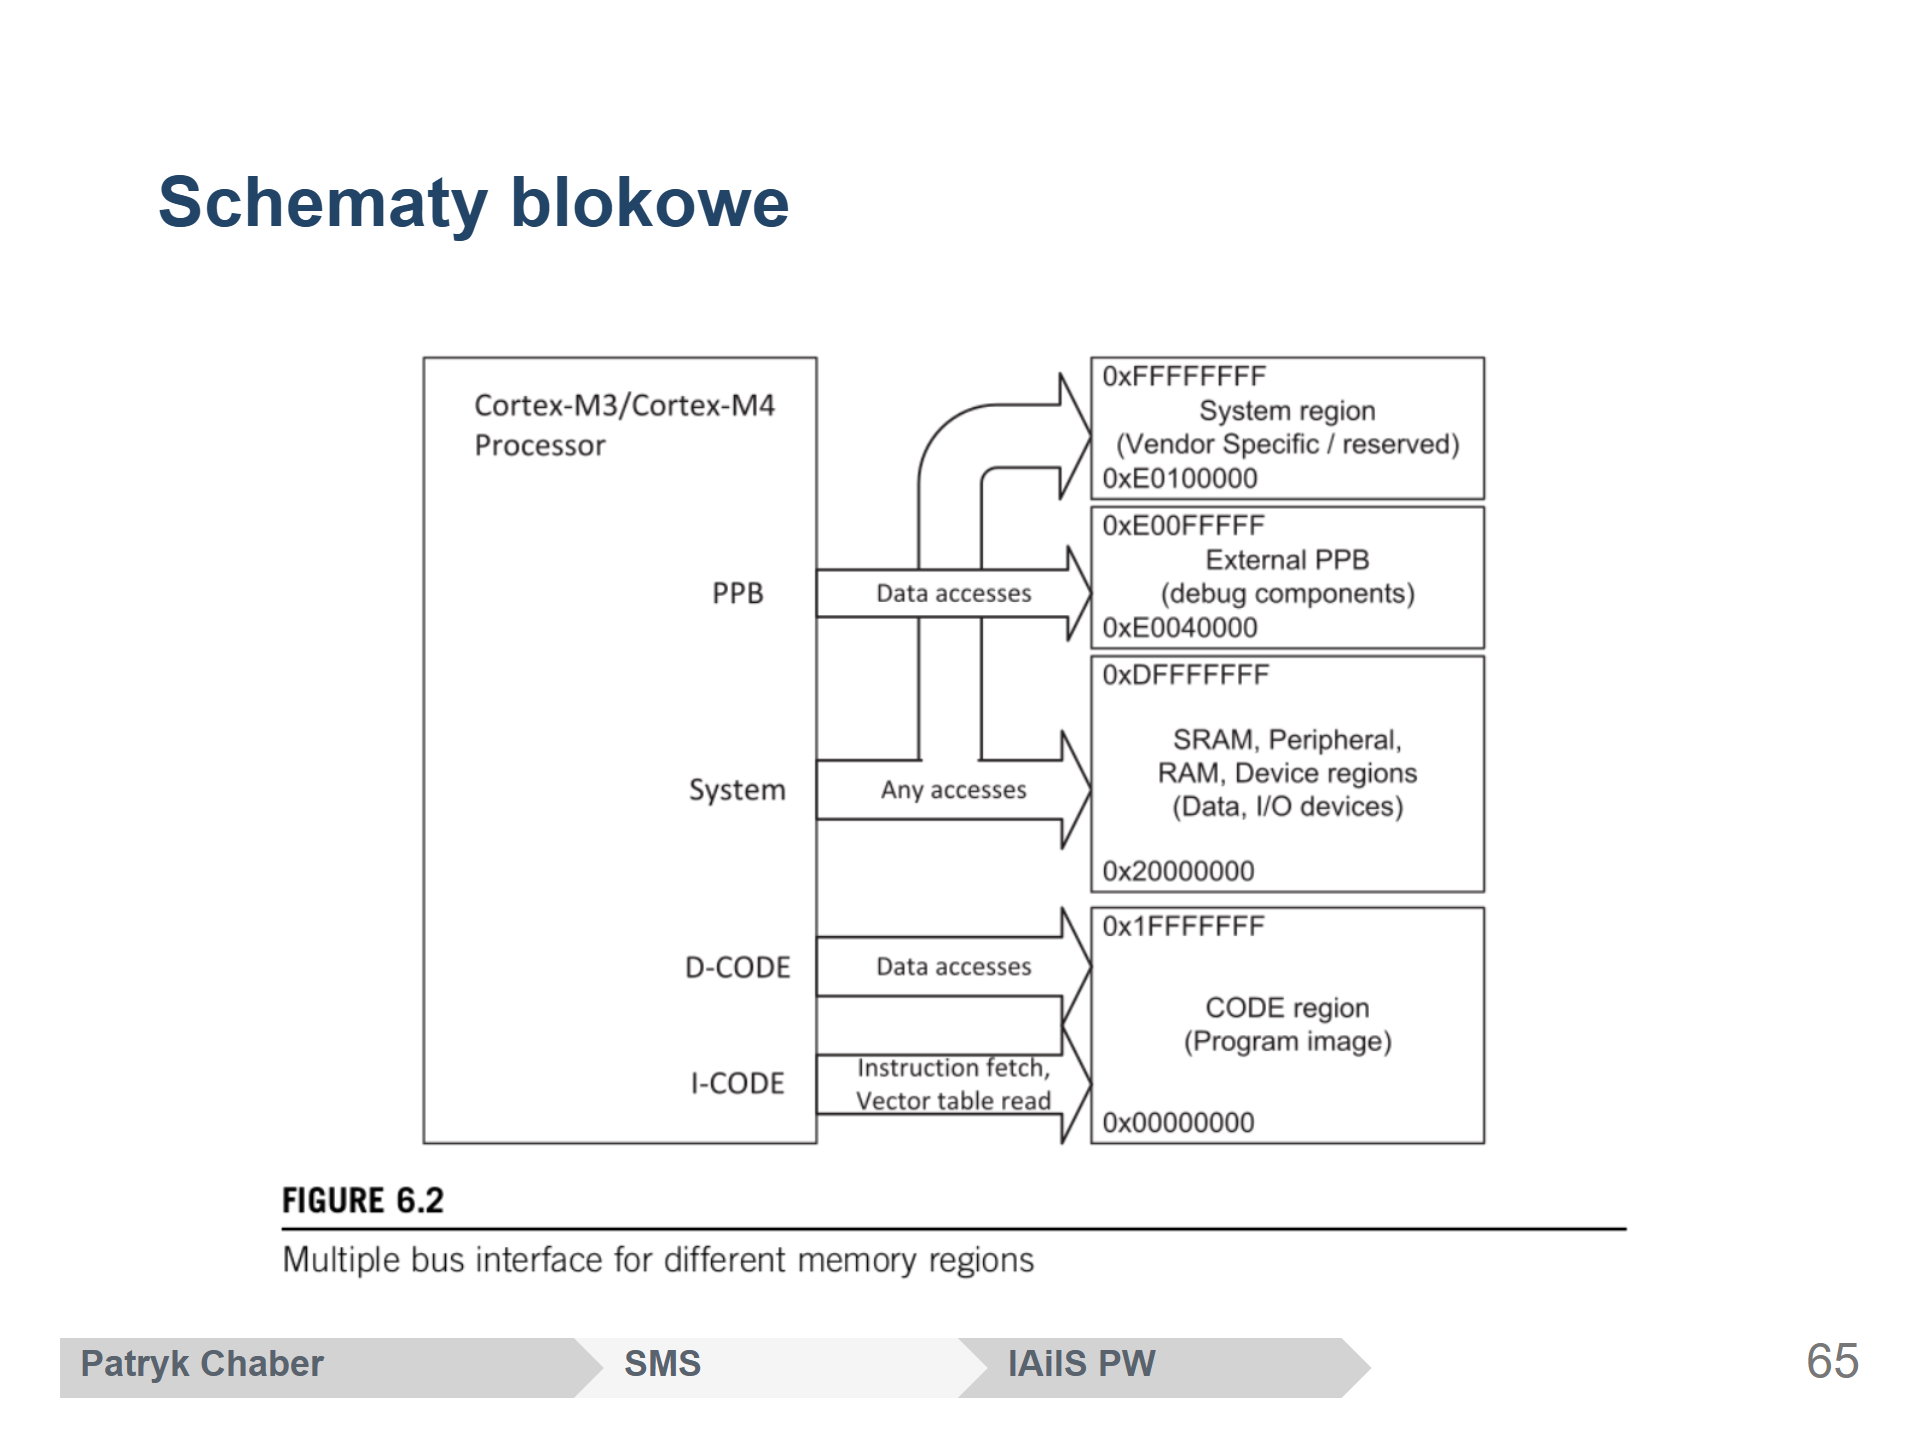 Schematy blokowe
Cortex-M3/Cortex-M4
Processor
PPB
System
D-CODE
I-CODE
Data accesses
Any accesses
Data accesses
Instruction fetch,
Vector table read
0xFFFFFFFF
System region
(Vendor Specific / reserved)
0xE0100000
0xE00FFFFF
External PPB
(debug components)
0xE0040000
0xDFFFFFFF
SRAM, Peripheral,
RAM, Device regions
(Data, I/O devices)
0x20000000
0x1FFFFFFF
CODE region
(Program image)
0x00000000
FIGURE 6.2
Multiple bus interface for different memory regions
Patryk Chaber
SMS
IAiIS PW
65